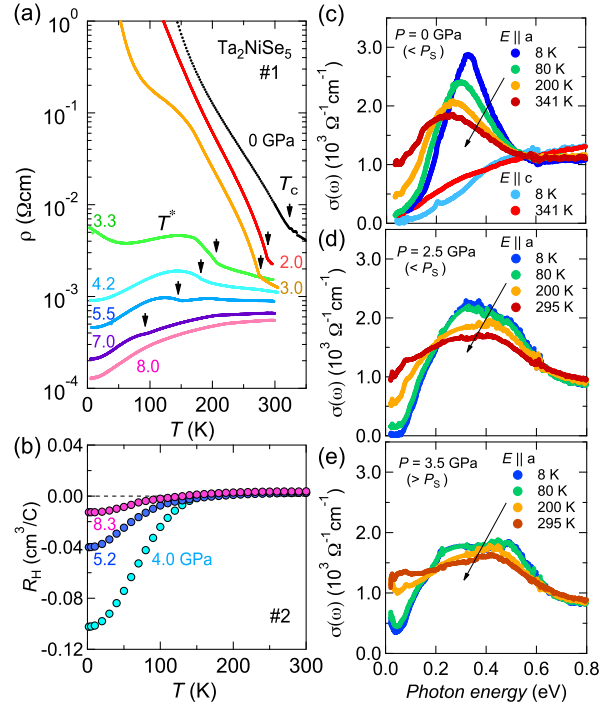 (a)
Ta2NiSe5
#1
0 GPa
Tc
T*
3.3
4.2
5.5
7.0
8.0
2.0
3.0
10^0
10^-1
10^-2
10^-3
10^-4
ρ (Ωcm)
0
100
200
300
T (K)
(b)
0.04
0.00
-0.04
-0.08
-0.12
RH (cm^3/C)
8.3
5.2
4.0 GPa
#2
0
100
200
300
T (K)
(c)
P = 0 GPa
(< PS)
E || a
8 K
80 K
200 K
341 K
E || c
8 K
341 K
3.0
2.0
1.0
0
σ(ω) (10^3 Ω^-1cm^-1)
(d)
P = 2.5 GPa
(< PS)
E || a
8 K
80 K
200 K
295 K
3.0
2.0
1.0
0
σ(ω) (10^3 Ω^-1cm^-1)
(e)
P = 3.5 GPa
(> PS)
E || a
8 K
80 K
200 K
295 K
3.0
2.0
1.0
0
σ(ω) (10^3 Ω^-1cm^-1)
0.0
0.2
0.4
0.6
0.8
Photon energy (eV)